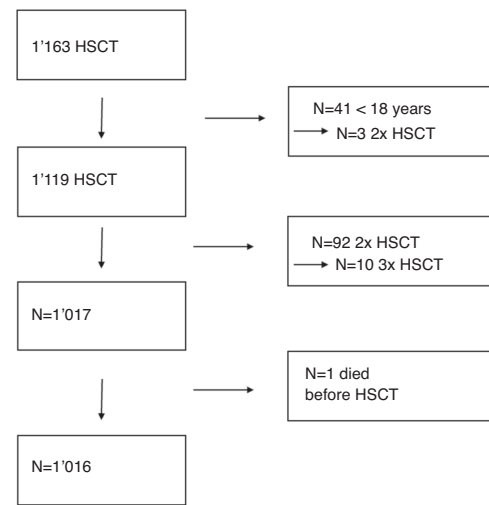 1'163 HSCT
N=41 < 18 years
N=3 2x HSCT
1'119 HSCT
N=92 2x HSCT
N=10 3x HSCT
N=1'017
N=1 died
before HSCT
N=1'016